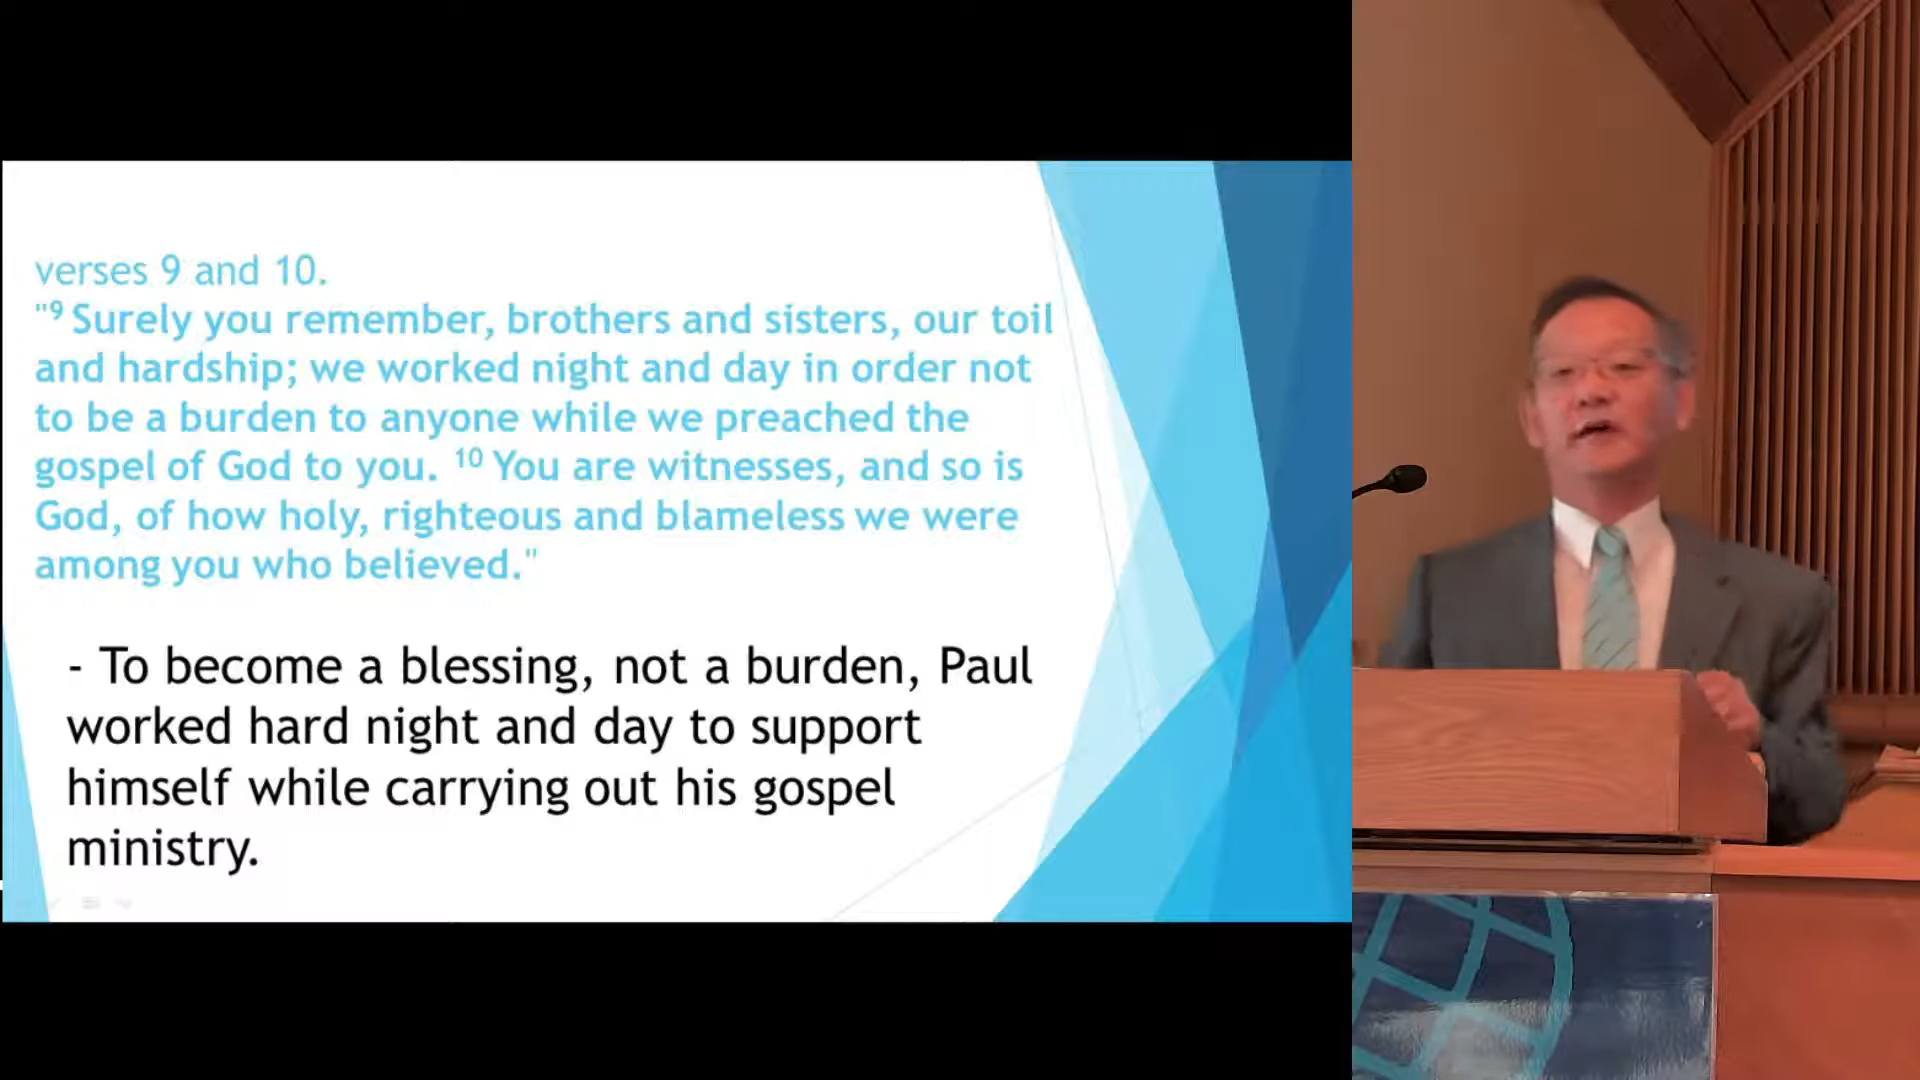 verses 9 and 10.
"⁹ Surely you remember, brothers and sisters, our toil
and hardship; we worked night and day in order not
to be a burden to anyone while we preached the
gospel of God to you. ¹⁰ You are witnesses, and so is
God, of how holy, righteous and blameless we were
among you who believed."
- To become a blessing, not a burden, Paul
worked hard night and day to support
himself while carrying out his gospel
ministry.